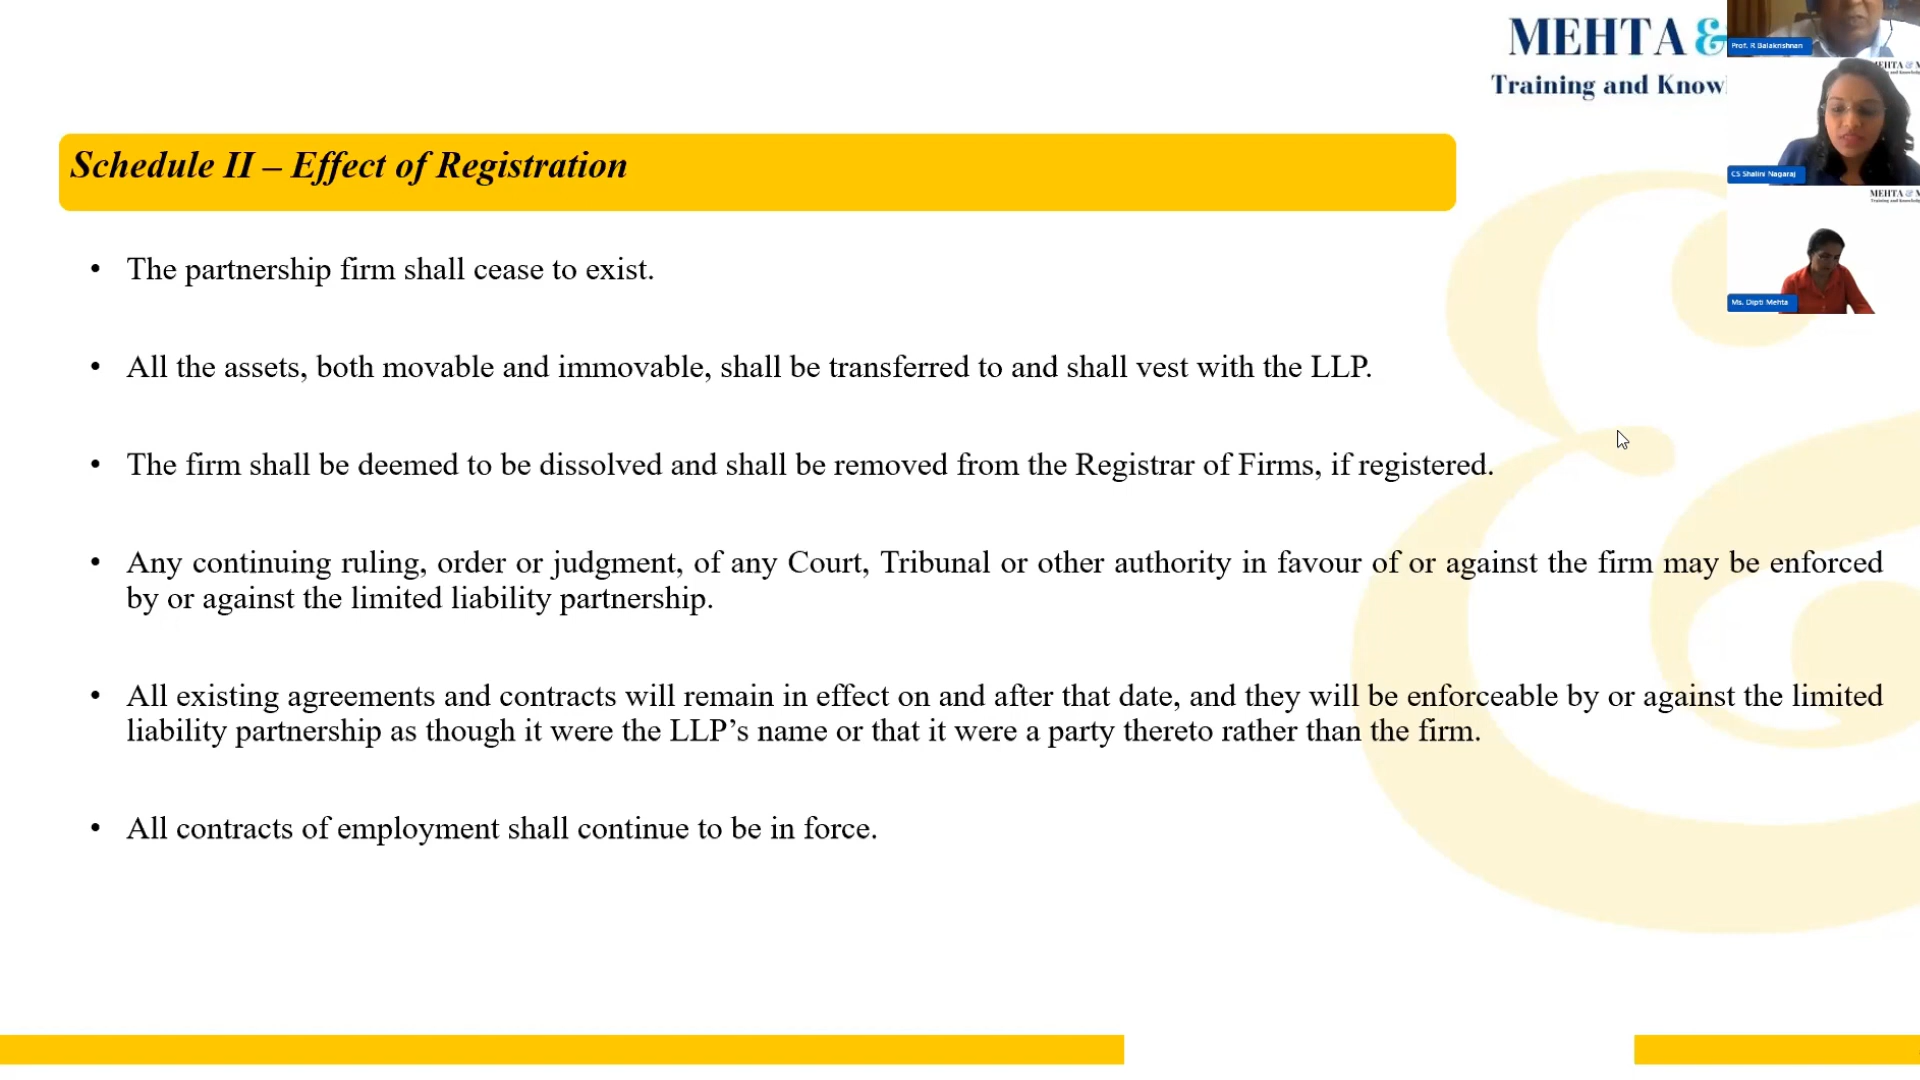 MEHTA &
Training and Know
Prof. R Balakrishnan
CS Shalini Nagaraj
Ms. Dipti Mehta
Schedule II – Effect of Registration
• The partnership firm shall cease to exist.
• All the assets, both movable and immovable, shall be transferred to and shall vest with the LLP.
• The firm shall be deemed to be dissolved and shall be removed from the Registrar of Firms, if registered.
• Any continuing ruling, order or judgment, of any Court, Tribunal or other authority in favour of or against the firm may be enforced
by or against the limited liability partnership.
• All existing agreements and contracts will remain in effect on and after that date, and they will be enforceable by or against the limited
liability partnership as though it were the LLP’s name or that it were a party thereto rather than the firm.
• All contracts of employment shall continue to be in force.